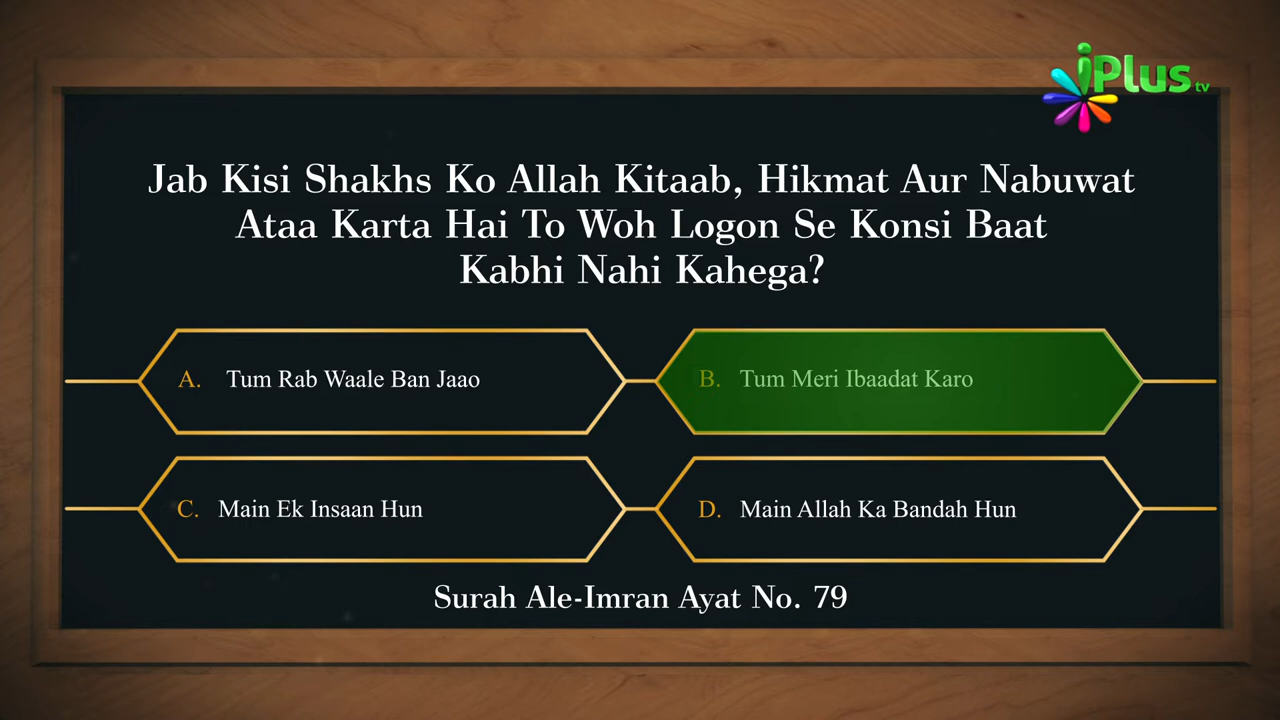 iPlus tv
Jab Kisi Shakhs Ko Allah Kitaab, Hikmat Aur Nabuwat
Ataa Karta Hai To Woh Logon Se Konsi Baat
Kabhi Nahi Kahega?
A. Tum Rab Waale Ban Jaao
B. Tum Meri Ibaadat Karo
C. Main Ek Insaan Hun
D. Main Allah Ka Bandah Hun
Surah Ale-Imran Ayat No. 79